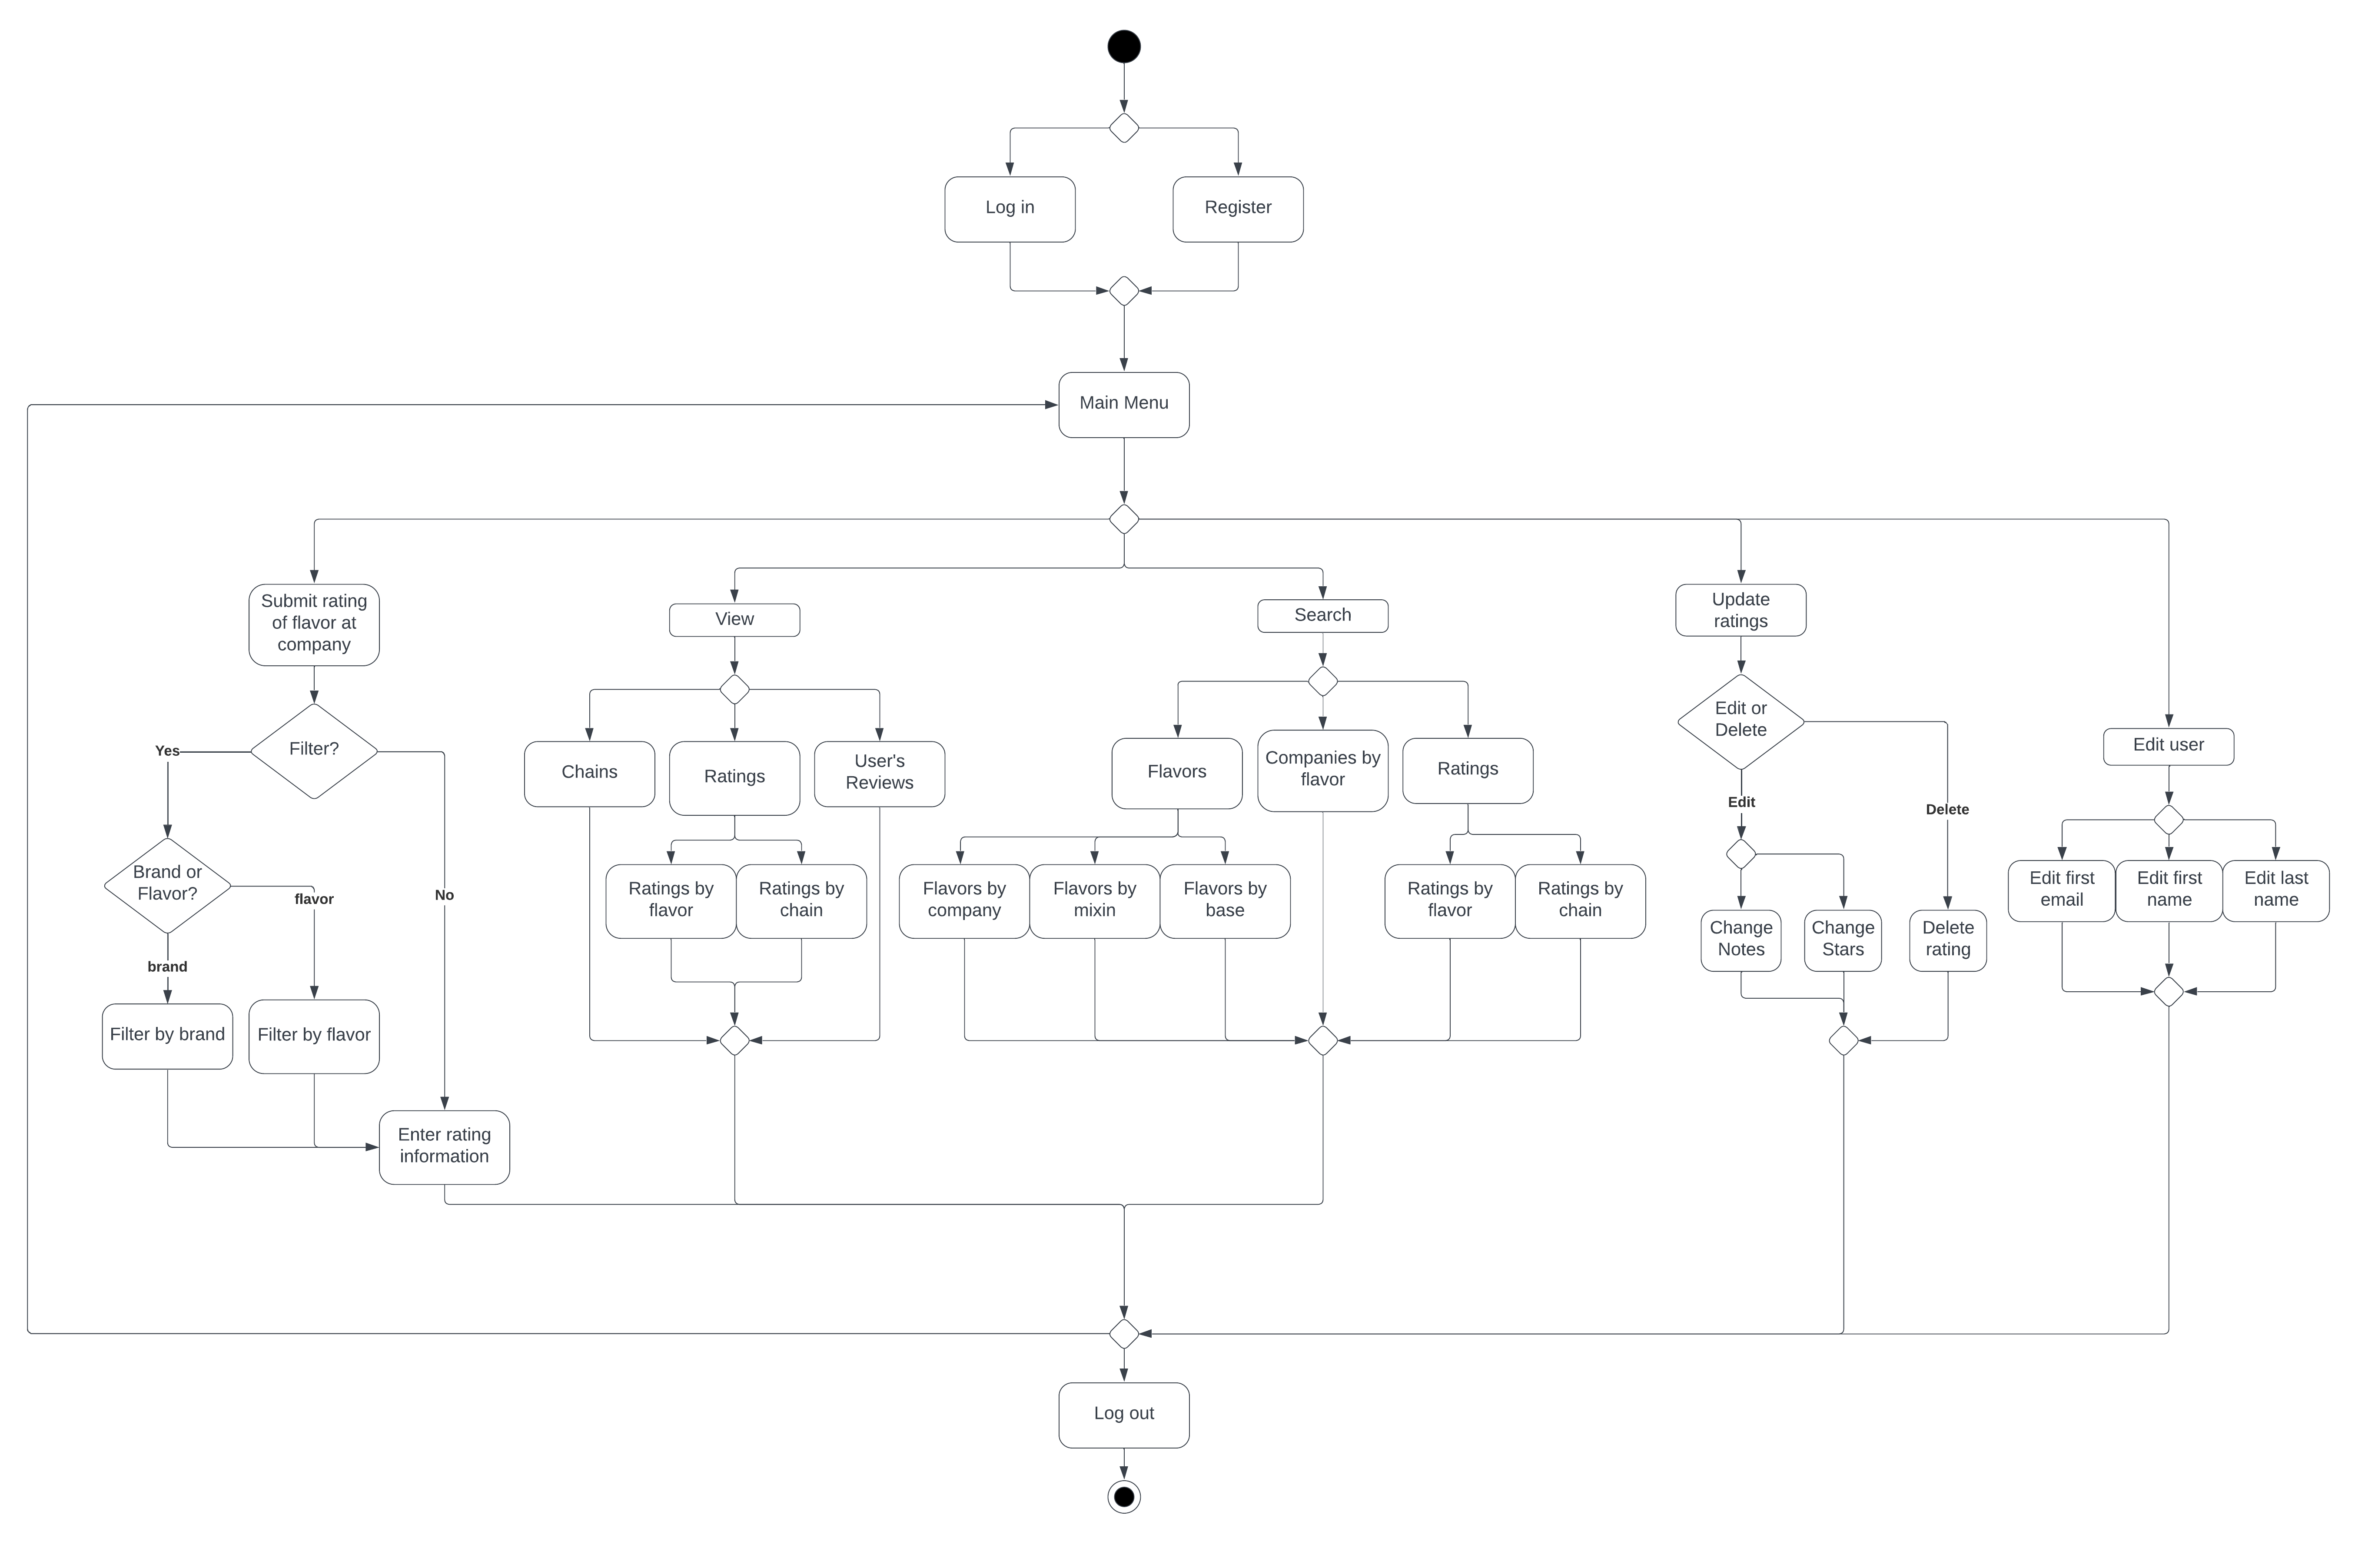 Log in
Register
Main Menu
Submit rating
of flavor at
company
View
Search
Update
ratings
Filter?
Edit or
Delete
Edit user
Yes
No
Chains
Ratings
User's
Reviews
Flavors
Companies by
flavor
Ratings
Edit
Delete
Brand or
Flavor?
flavor
brand
Ratings by
flavor
Ratings by
chain
Flavors by
company
Flavors by
mixin
Flavors by
base
Ratings by
flavor
Ratings by
chain
Change
Notes
Change
Stars
Delete
rating
Edit first
email
Edit first
name
Edit last
name
Filter by brand
Filter by flavor
Enter rating
information
Log out